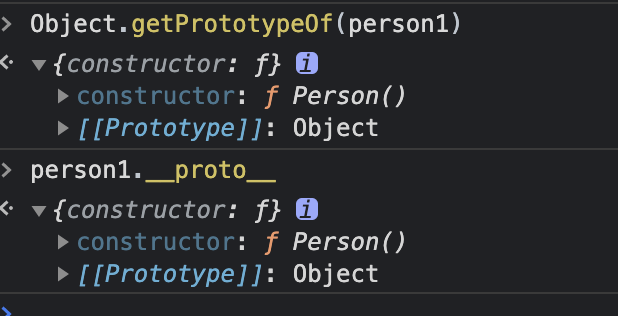 > Object.getPrototypeOf(person1)
<· ▼{constructor: ƒ} i
▶ constructor: ƒ Person()
▶ [[Prototype]]: Object
> person1.__proto__
<· ▼{constructor: ƒ} i
▶ constructor: ƒ Person()
▶ [[Prototype]]: Object
>